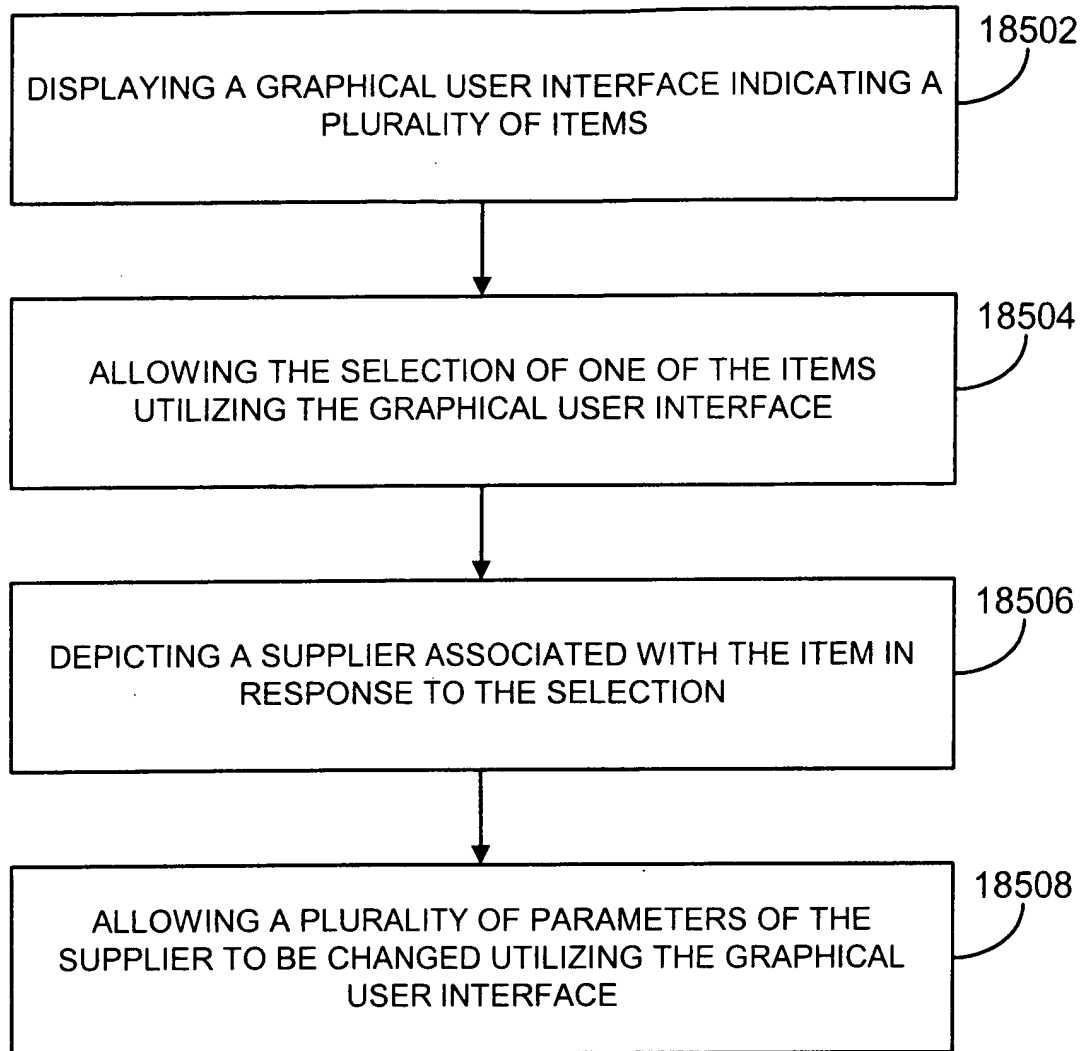 18502
DISPLAYING A GRAPHICAL USER INTERFACE INDICATING A
PLURALITY OF ITEMS
18504
ALLOWING THE SELECTION OF ONE OF THE ITEMS
UTILIZING THE GRAPHICAL USER INTERFACE
18506
DEPICTING A SUPPLIER ASSOCIATED WITH THE ITEM IN
RESPONSE TO THE SELECTION
18508
ALLOWING A PLURALITY OF PARAMETERS OF THE
SUPPLIER TO BE CHANGED UTILIZING THE GRAPHICAL
USER INTERFACE